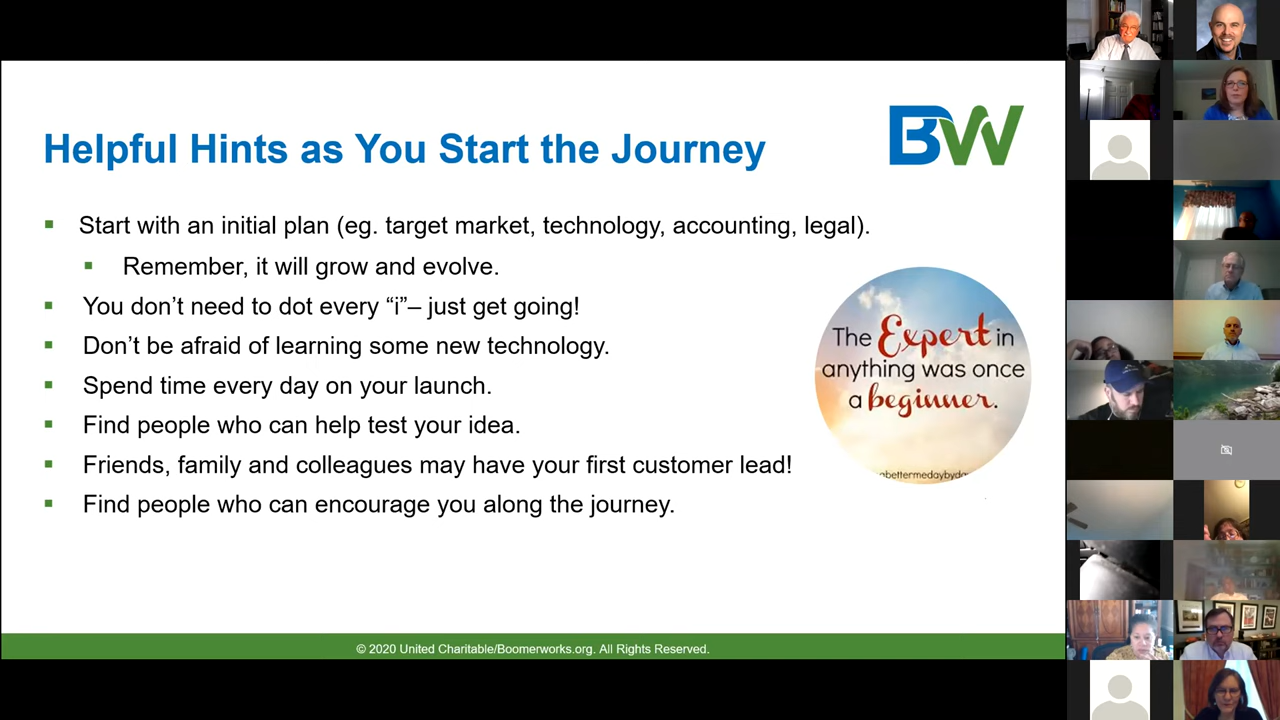 BW
Helpful Hints as You Start the Journey
Start with an initial plan (eg. target market, technology, accounting, legal).
Remember, it will grow and evolve.
You don’t need to dot every “i”– just get going!
Don’t be afraid of learning some new technology.
Spend time every day on your launch.
Find people who can help test your idea.
Friends, family and colleagues may have your first customer lead!
Find people who can encourage you along the journey.
The Expert in
anything was once
a beginner.
© 2020 United Charitable/Boomerworks.org. All Rights Reserved.